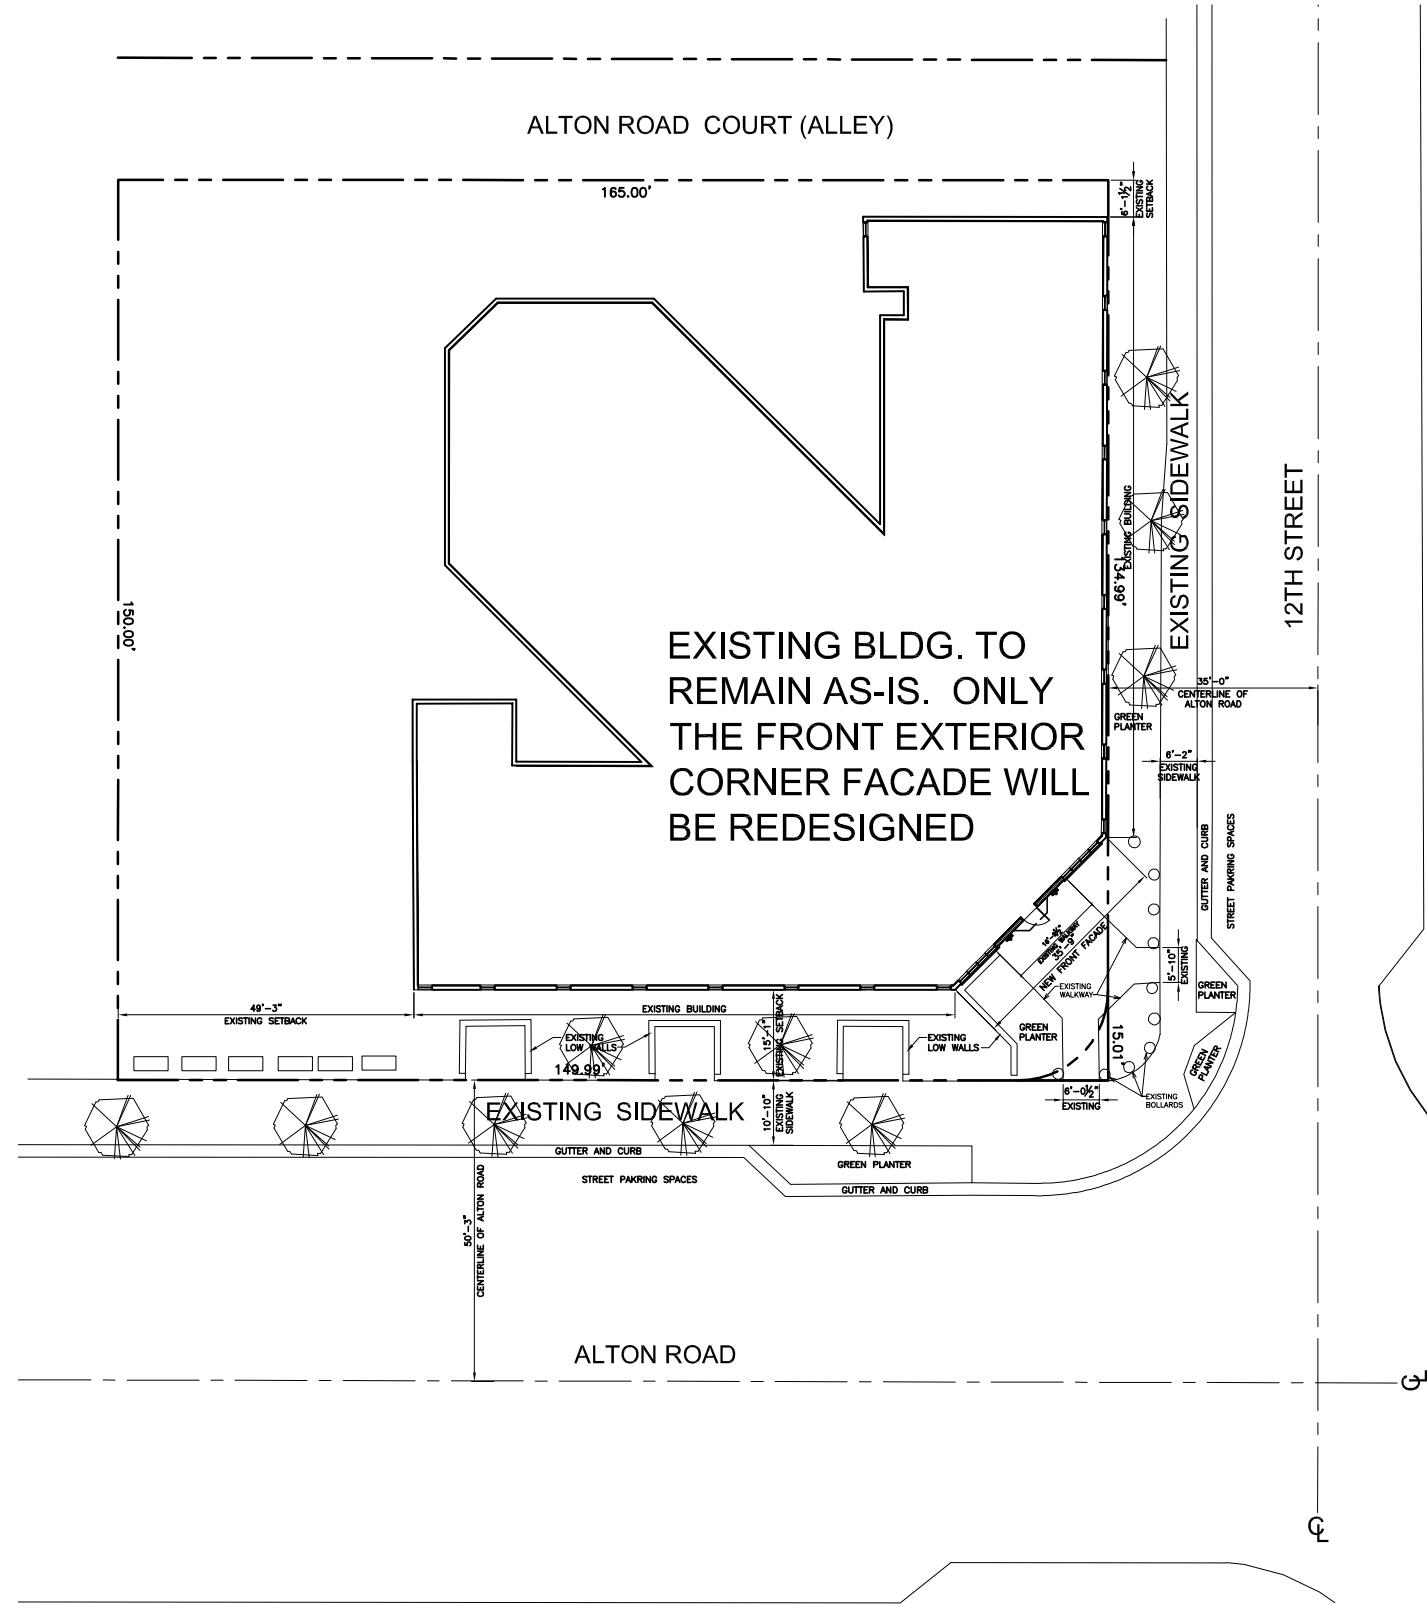 ALTON ROAD COURT (ALLEY)
165.00'
6'-1½"
EXISTING
SETBACK
EXISTING SIDEWALK
EXISTING BUILDING
134.99'
12TH STREET
150.00'
EXISTING BLDG. TO
REMAIN AS-IS. ONLY
THE FRONT EXTERIOR
CORNER FACADE WILL
BE REDESIGNED
35'-0"
CENTERLINE OF
ALTON ROAD
GREEN
PLANTER
6'-2"
EXISTING
SIDEWALK
GUTTER AND CURB
STREET PAKRING SPACES
EXISTING WALKWAY
35'-9"
NEW FRONT FACADE
5'-10"
EXISTING
EXISTING
WALKWAY
GREEN
PLANTER
GREEN
PLANTER
GREEN
PLANTER
15.01'
49'-3"
EXISTING SETBACK
EXISTING BUILDING
15'-1"
EXISTING SETBACK
EXISTING
LOW WALLS
EXISTING
LOW WALLS
149.99'
6'-0½"
EXISTING
EXISTING
BOLLARDS
EXISTING SIDEWALK
10'-10"
EXISTING
SIDEWALK
GUTTER AND CURB
STREET PAKRING SPACES
GREEN PLANTER
GUTTER AND CURB
50'-3"
CENTERLINE OF ALTON ROAD
ALTON ROAD
CL
CL